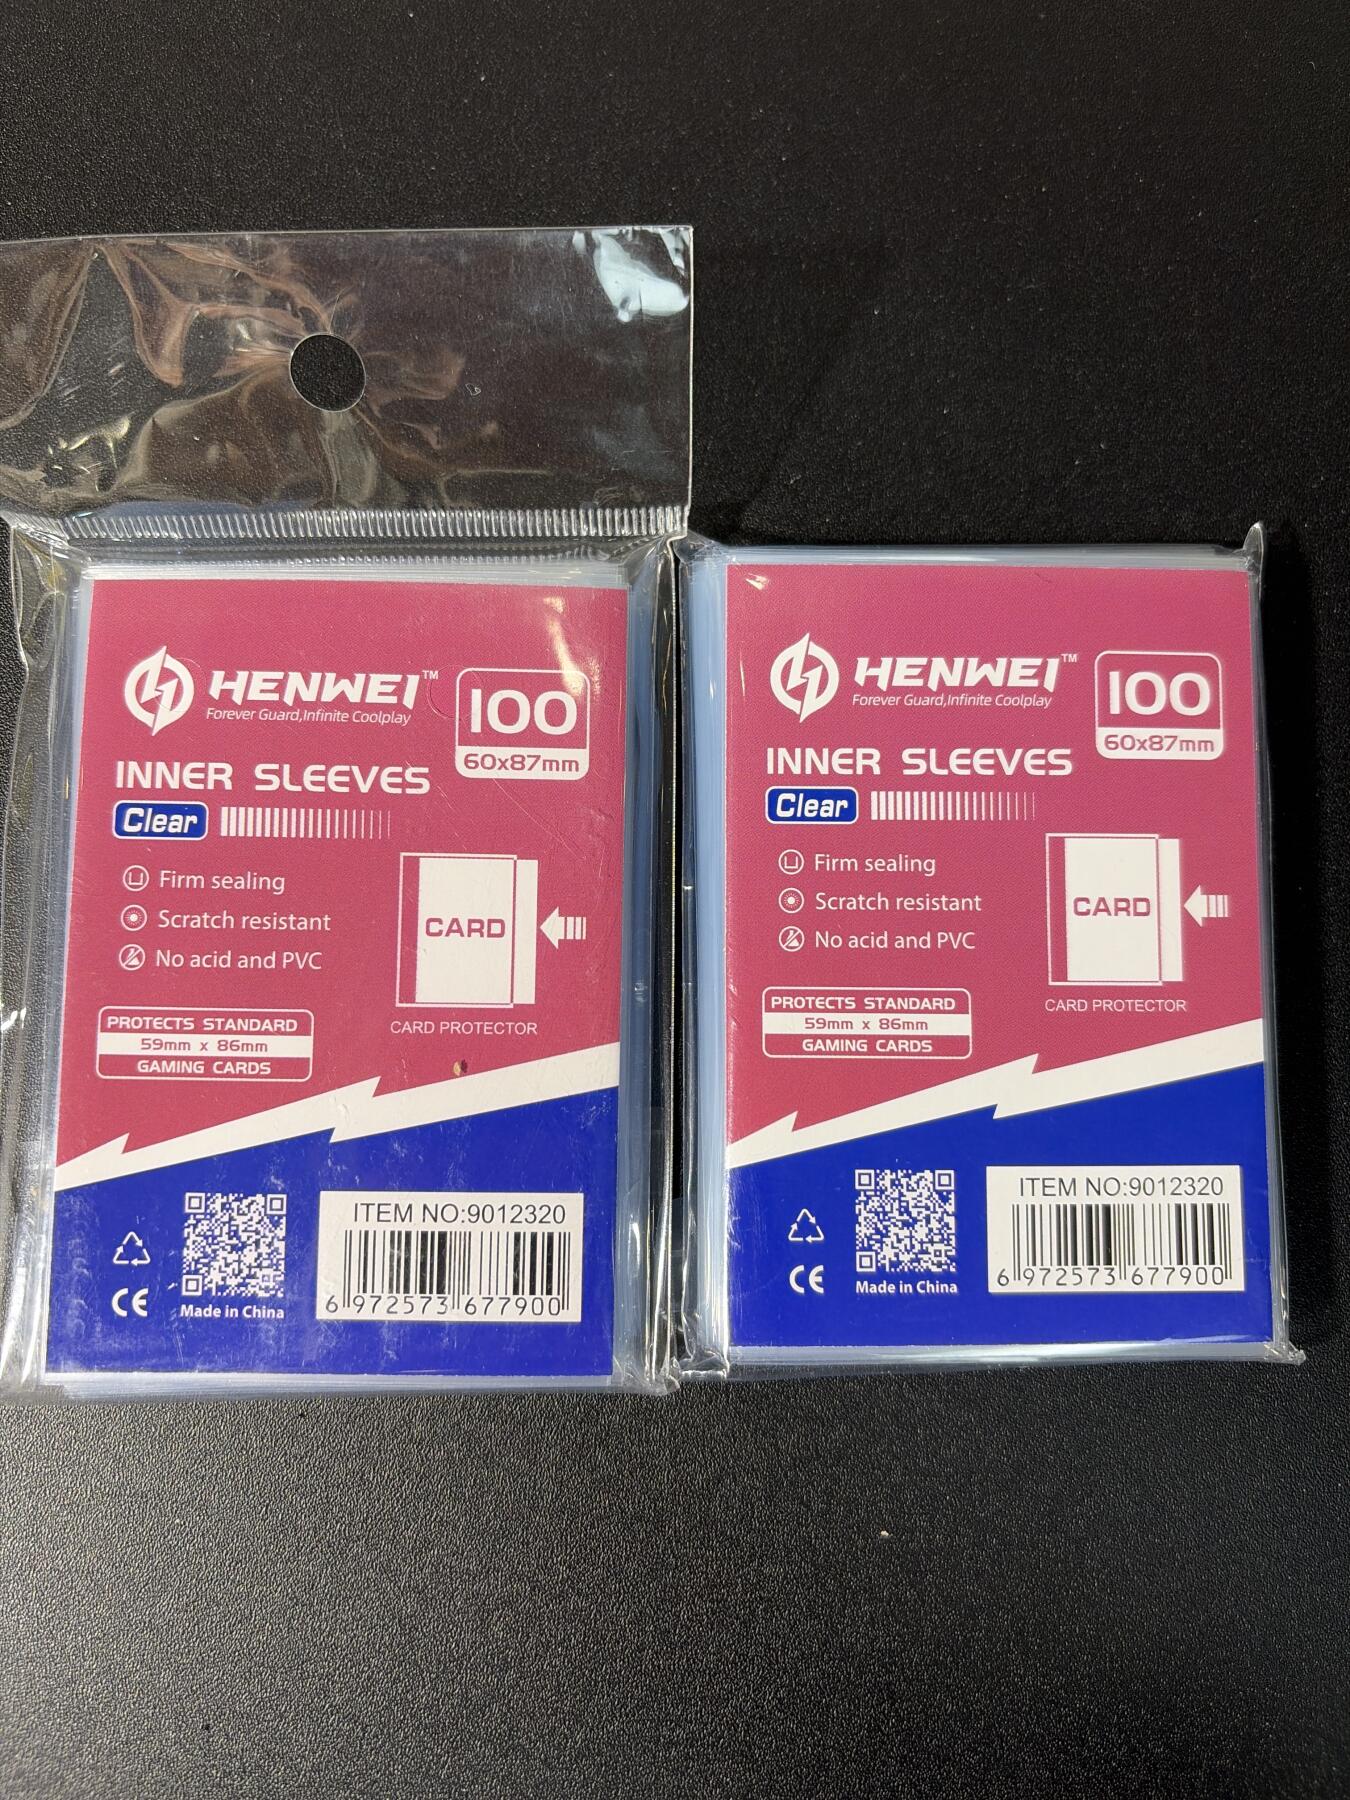 HENWEI™
Forever Guard,Infinite Coolplay
100
60x87mm
INNER SLEEVES
Clear
Firm sealing
Scratch resistant
No acid and PVC
CARD
CARD PROTECTOR
PROTECTS STANDARD
59mm x 86mm
GAMING CARDS
CE
Made in China
ITEM NO:9012320
6 972573 677900
HENWEI™
Forever Guard,Infinite Coolplay
100
60x87mm
INNER SLEEVES
Clear
Firm sealing
Scratch resistant
No acid and PVC
CARD
CARD PROTECTOR
PROTECTS STANDARD
59mm x 86mm
GAMING CARDS
CE
Made in China
ITEM NO:9012320
6 972573 677900